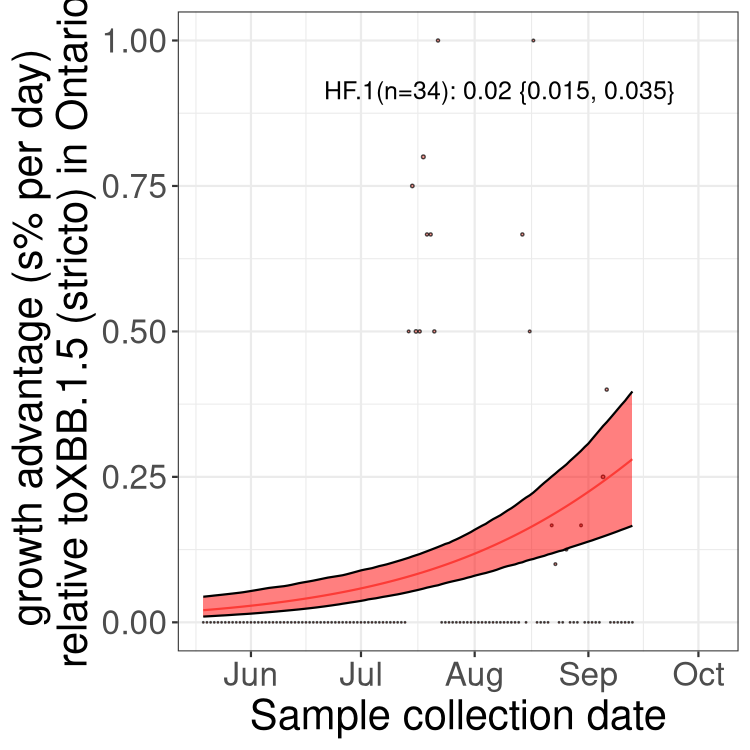 growth advantage (s% per day)
relative toXBB.1.5 (stricto) in Ontario
1.00
0.75
0.50
0.25
0.00
HF.1(n=34): 0.02 {0.015, 0.035}
Jun Jul Aug Sep Oct
Sample collection date